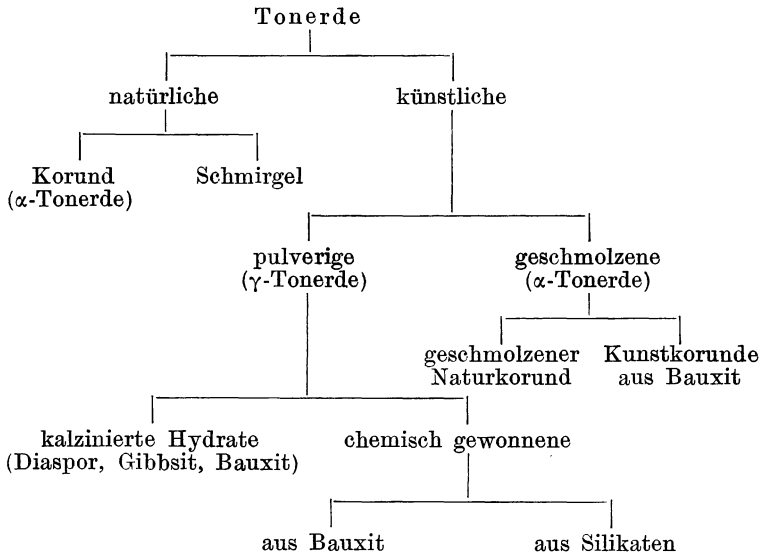 Tonerde
natürliche
künstliche
Korund
(α-Tonerde)
Schmirgel
pulverige
(γ-Tonerde)
geschmolzene
(α-Tonerde)
geschmolzener
Naturkorund
Kunstkorunde
aus Bauxit
kalzinierte Hydrate
(Diaspor, Gibbsit, Bauxit)
chemisch gewonnene
aus Bauxit
aus Silikaten